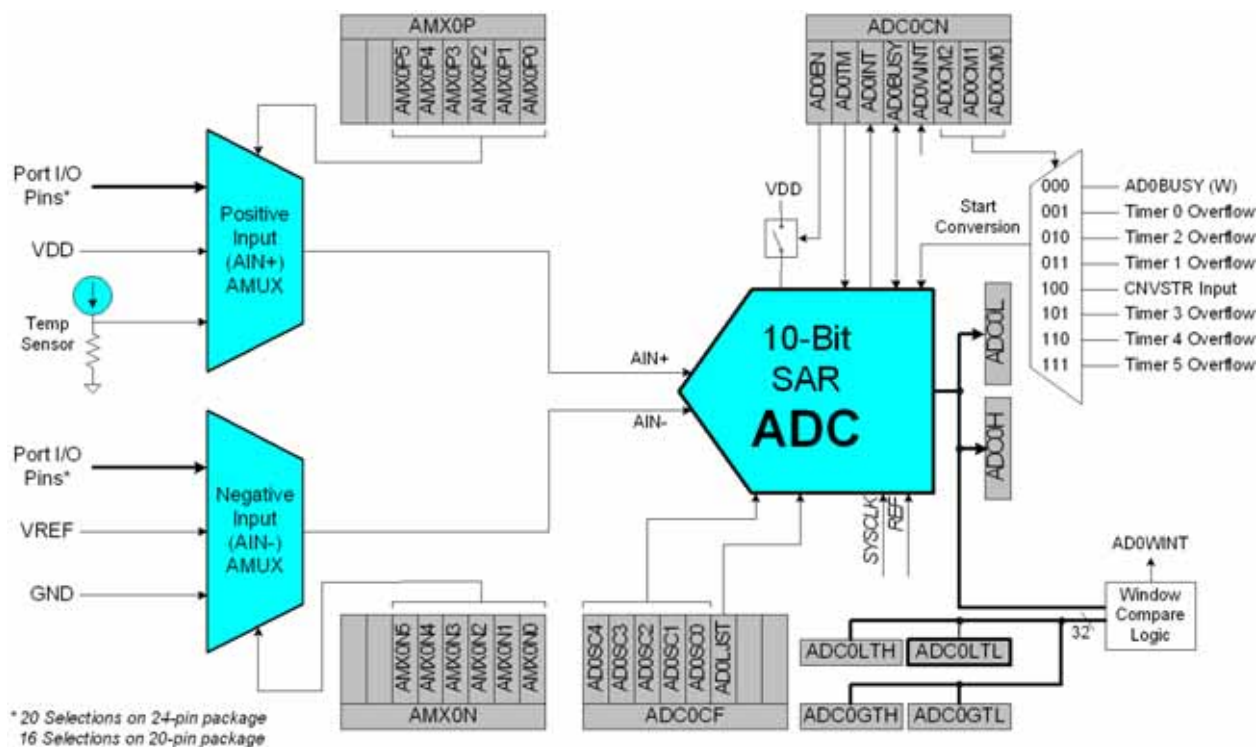 AMX0P
AMX0P5
AMX0P4
AMX0P3
AMX0P2
AMX0P1
AMX0P0
ADC0CN
AD0EN
AD0TM
AD0INT
AD0BUSY
AD0WINT
AD0CM2
AD0CM1
AD0CM0
Port I/O
Pins*
VDD
Temp
Sensor
Positive
Input
(AIN+)
AMUX
VDD
Start
Conversion
000 AD0BUSY (W)
001 Timer 0 Overflow
010 Timer 2 Overflow
011 Timer 1 Overflow
100 CNVSTR Input
101 Timer 3 Overflow
110 Timer 4 Overflow
111 Timer 5 Overflow
AIN+
AIN-
10-Bit
SAR
ADC
ADC0L
ADC0H
Port I/O
Pins*
VREF
GND
Negative
Input
(AIN-)
AMUX
SYSCLK
REF
AD0WINT
Window
Compare
Logic
32
ADC0LTH
ADC0LTL
ADC0GTH
ADC0GTL
AMX0N5
AMX0N4
AMX0N3
AMX0N2
AMX0N1
AMX0N0
AMX0N
AD0SC4
AD0SC3
AD0SC2
AD0SC1
AD0SC0
AD0LJST
ADC0CF
* 20 Selections on 24-pin package
16 Selections on 20-pin package